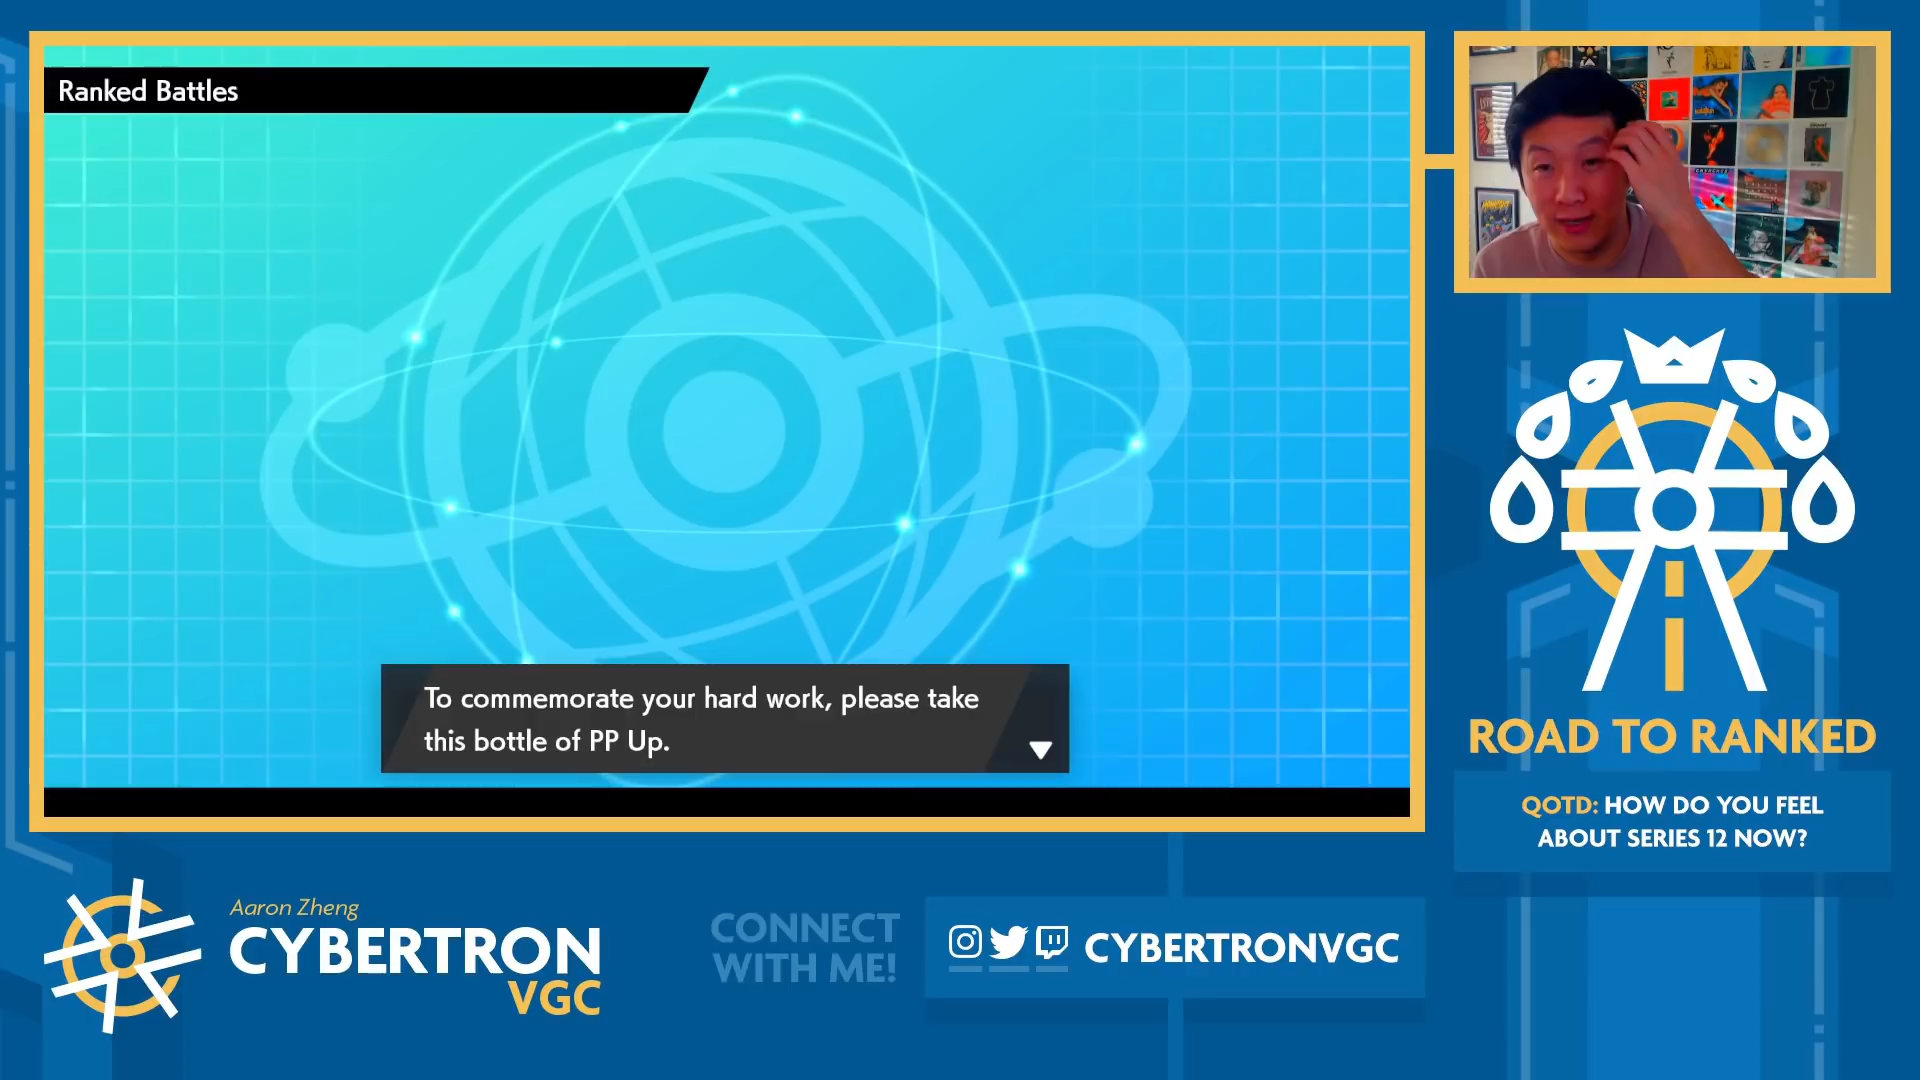 Ranked Battles
To commemorate your hard work, please take
this bottle of PP Up.
ROAD TO RANKED
QOTD: HOW DO YOU FEEL
ABOUT SERIES 12 NOW?
Aaron Zheng
CYBERTRON
VGC
CONNECT
WITH ME!
CYBERTRONVGC